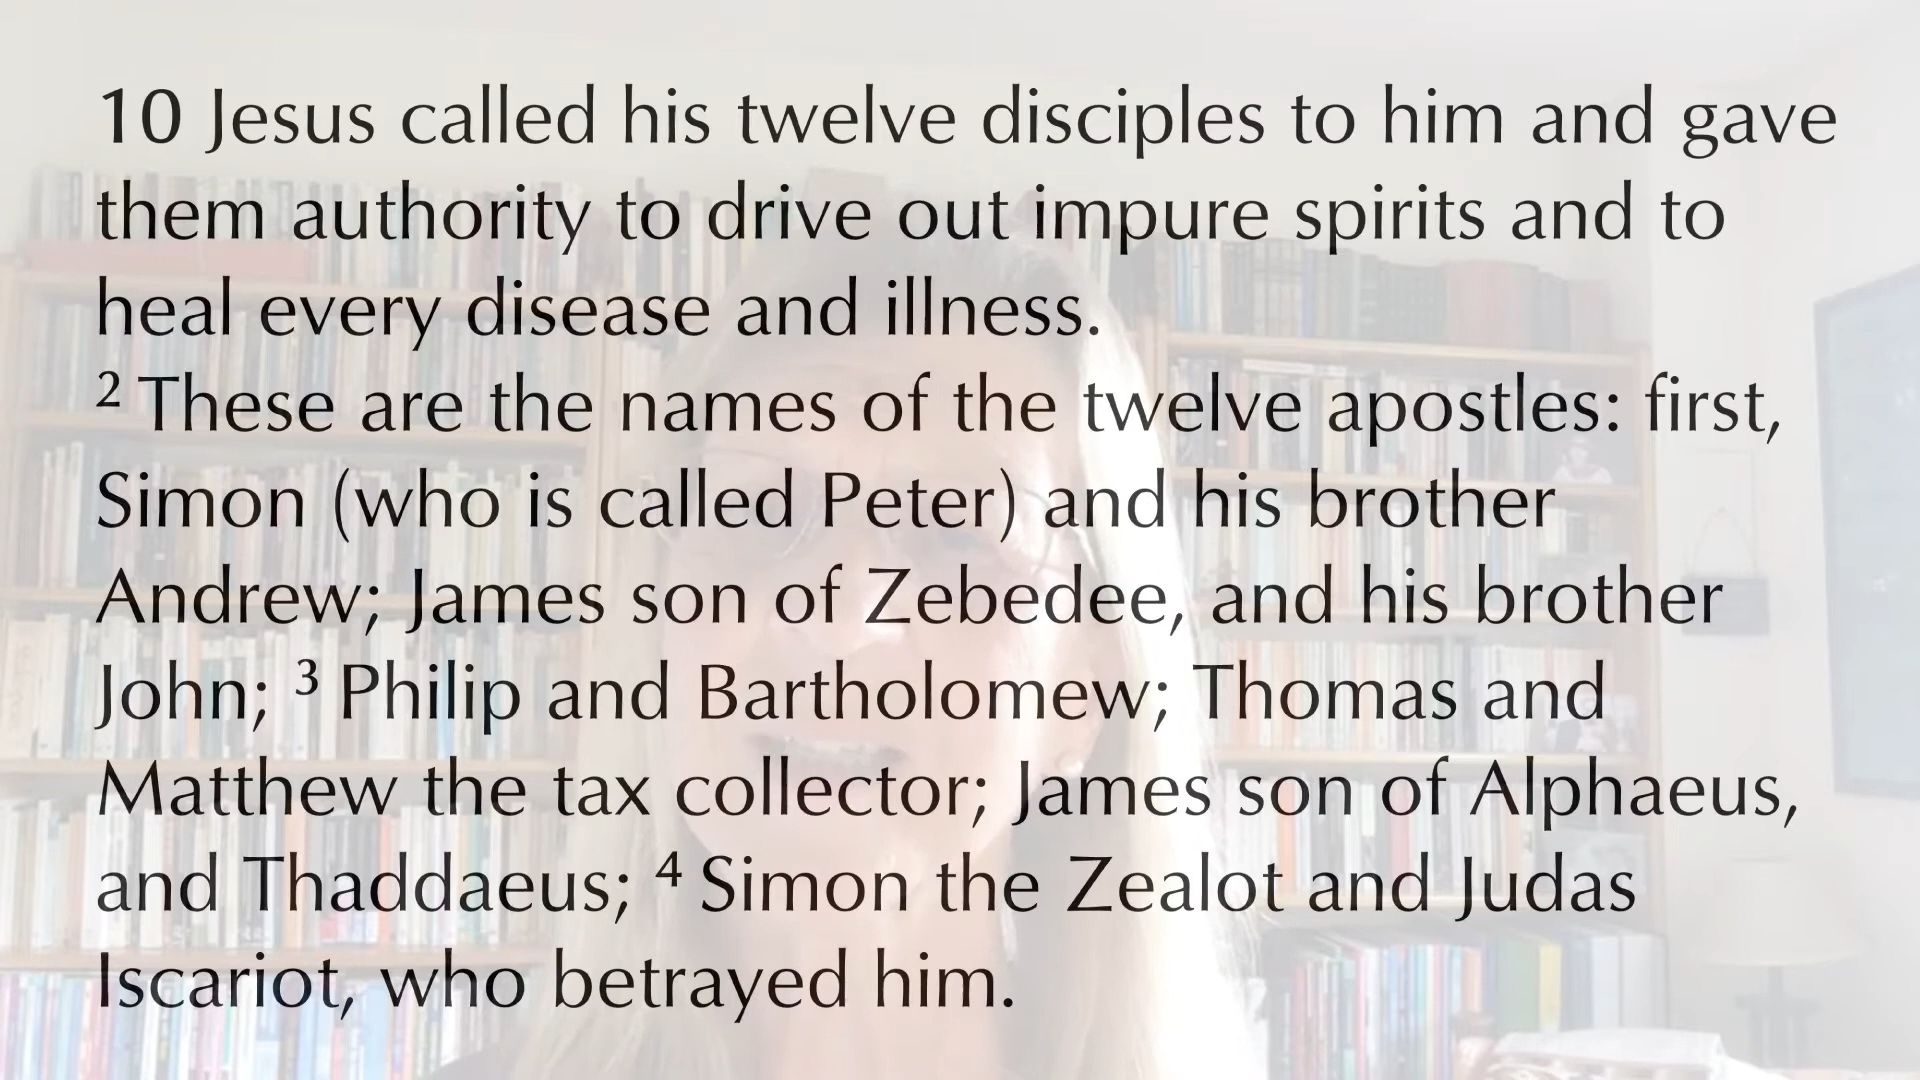 10 Jesus called his twelve disciples to him and gave
them authority to drive out impure spirits and to
heal every disease and illness.
2 These are the names of the twelve apostles: first,
Simon (who is called Peter) and his brother
Andrew; James son of Zebedee, and his brother
John; 3 Philip and Bartholomew; Thomas and
Matthew the tax collector; James son of Alphaeus,
and Thaddaeus; 4 Simon the Zealot and Judas
Iscariot, who betrayed him.